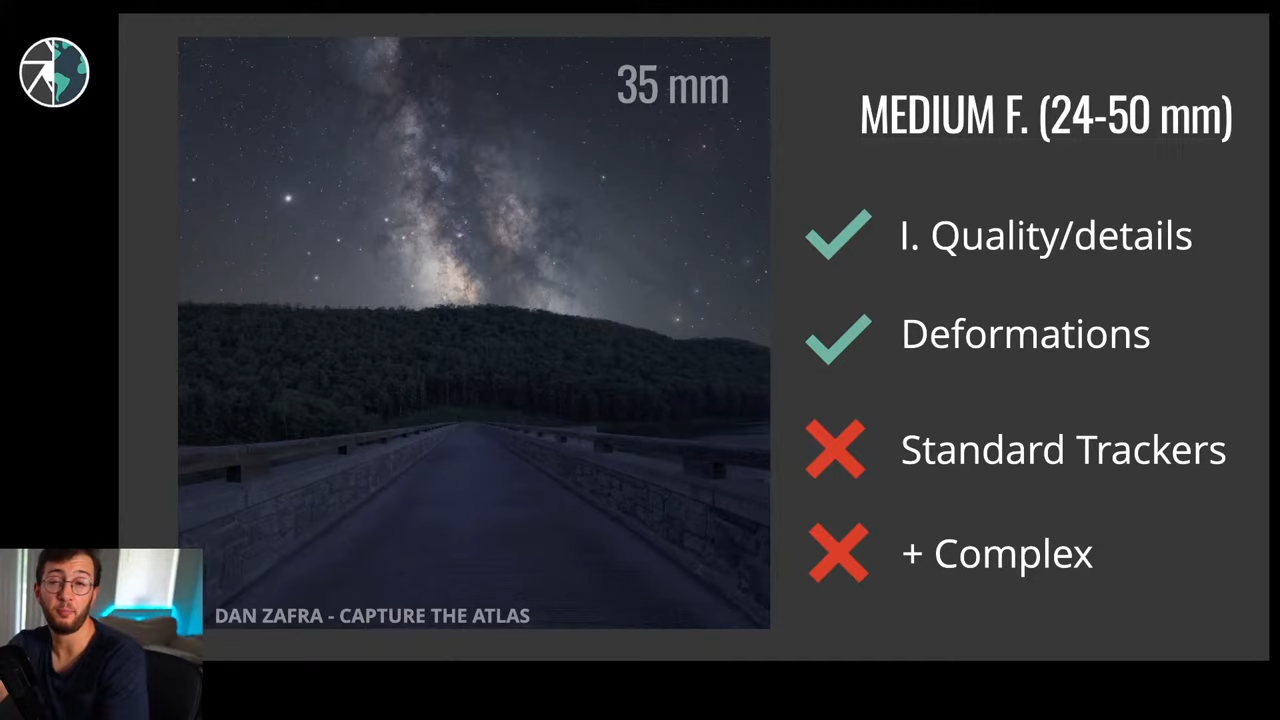 35 mm
MEDIUM F. (24-50 mm)
I. Quality/details
Deformations
Standard Trackers
+ Complex
DAN ZAFRA - CAPTURE THE ATLAS